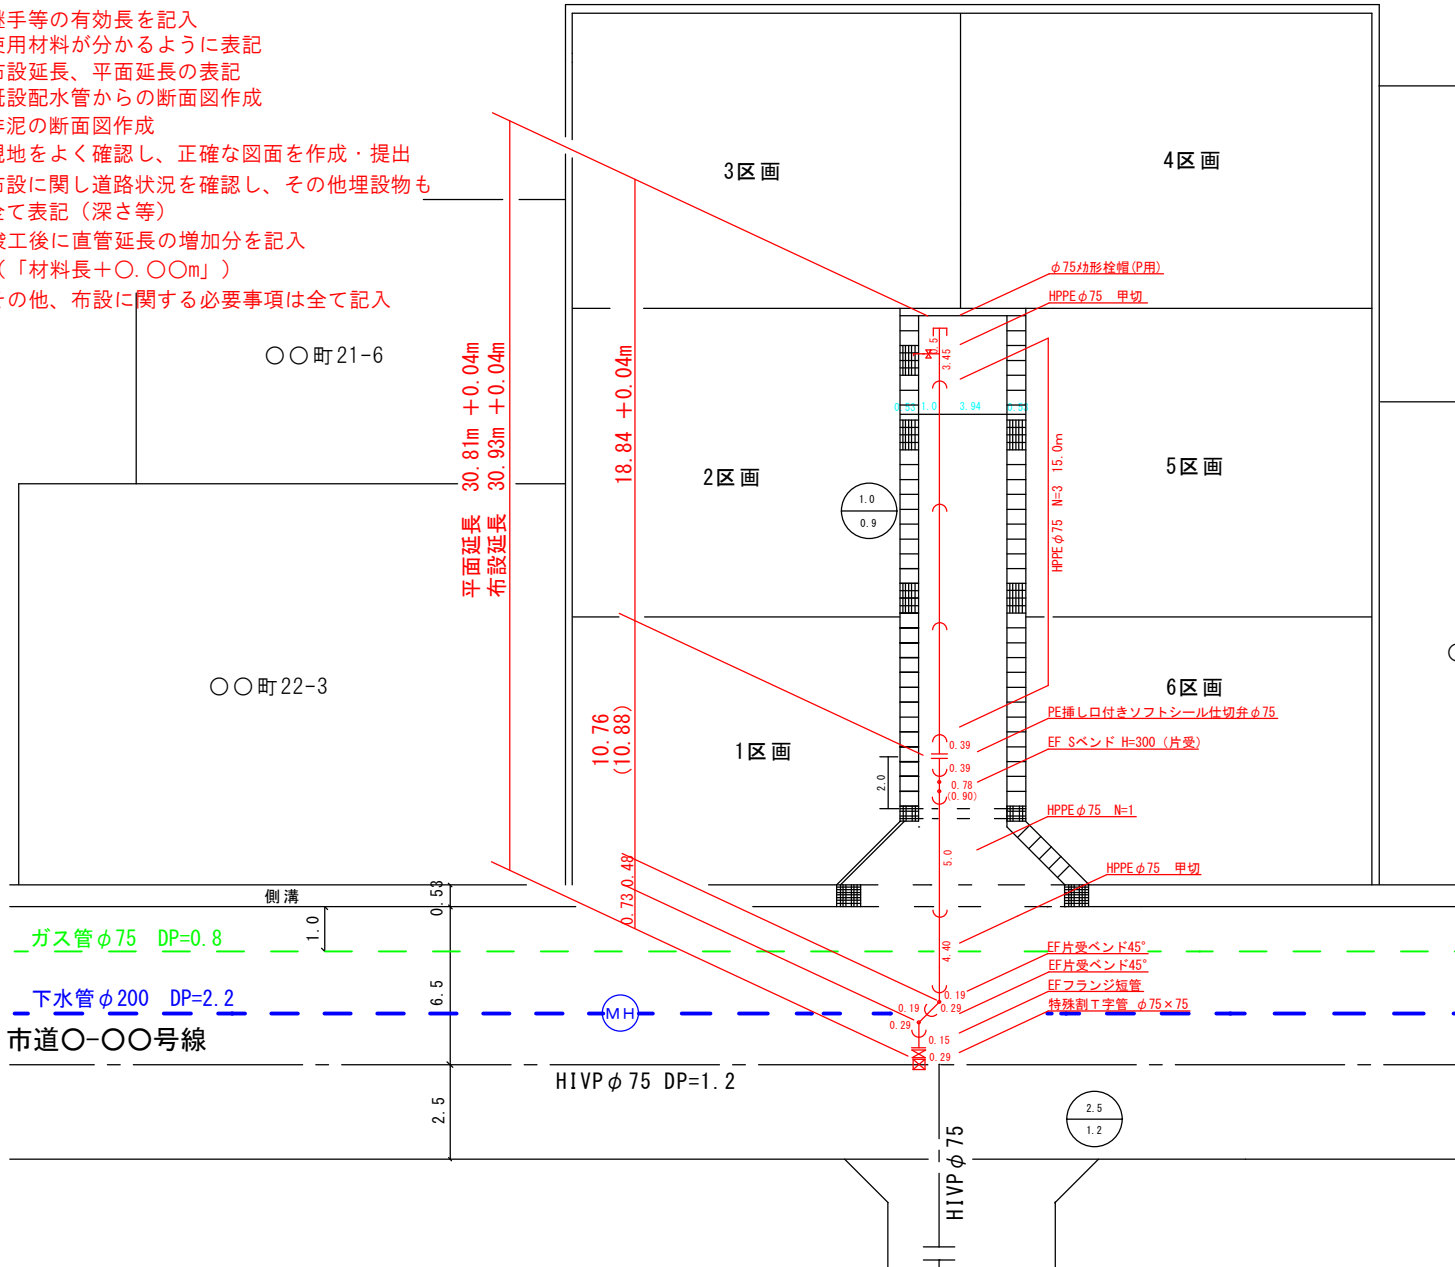 手等の有効長を記入
使用材料が分かるように表記
布設延長、平面延長の表記
既設配水管からの断面図作成
泥の断面図作成
現地をよく確認し、正確な図面を作成・提出
布設に関し道路状況を確認し、その他埋設物も
全て表記（深さ等）
竣工後に直管延長の増加分を記入
（「材料長＋〇.〇〇m」）
その他、布設に関する必要事項は全て記入
3区画
4区画
φ75ｶﾞ形栓帽(P用)
HPPEφ75 甲切
〇〇町21-6
平面延長 30.81m ＋0.04m
布設延長 30.93m ＋0.04m
18.84 ＋0.04m
0.5
3.45
0.53
1.0
3.94
0.53
HPPEφ75 N=3 15.0m
2区画
5区画
1.0
0.9
〇〇町22-3
10.76
(10.88)
1区画
6区画
PE挿し口付きソフトシール仕切弁φ75
EF Sベンド H=300 (片受)
0.39
0.39
0.78
(0.90)
2.0
HPPEφ75 N=1
5.0
HPPEφ75 甲切
0.48
0.73
0.53
側溝
1.0
ガス管φ75 DP=0.8
4.40
EF片受ベンド45°
EF片受ベンド45°
EFフランジ短管
特殊割T字管 φ75×75
6.5
下水管φ200 DP=2.2
MH
0.19
0.19
0.29
0.29
0.15
0.29
市道〇-〇〇号線
HIVPφ75 DP=1.2
2.5
2.5
1.2
HIVPφ75